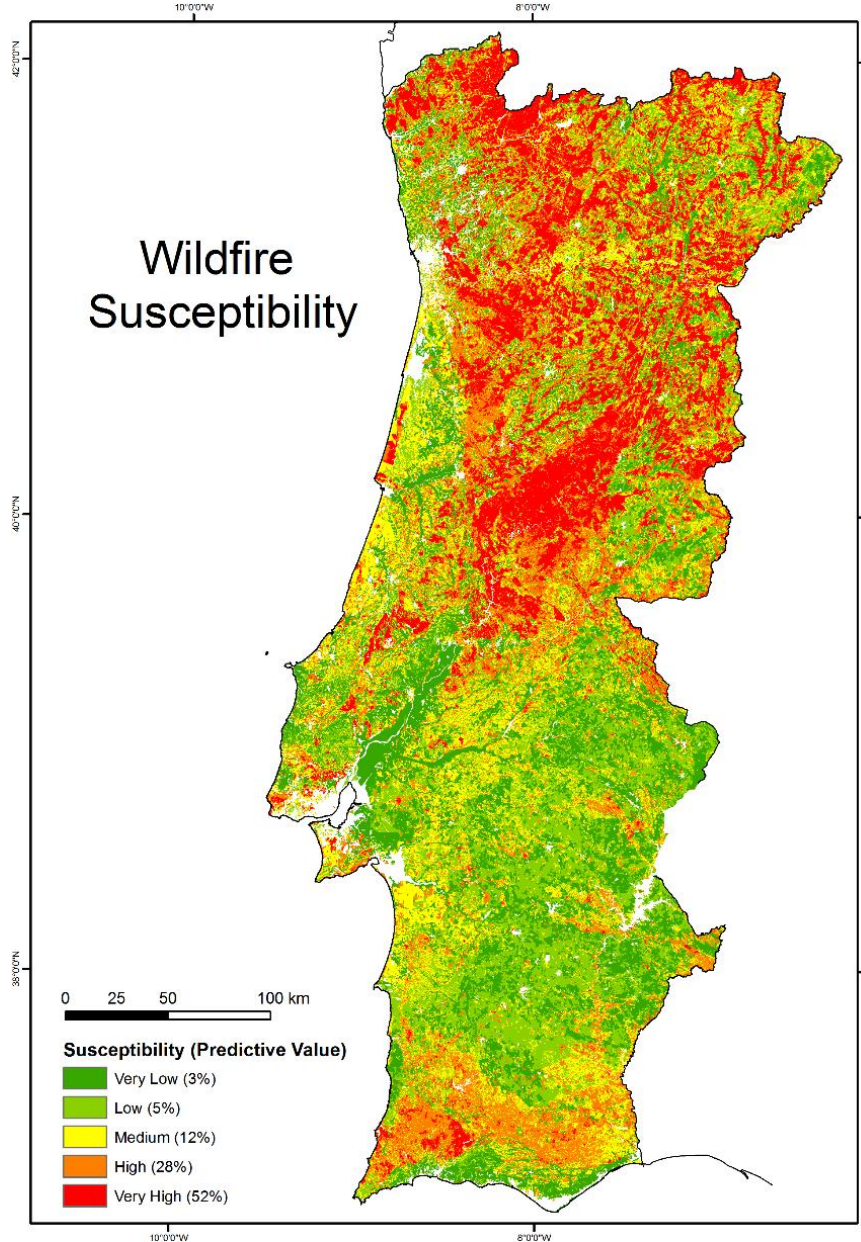 10°0'0"W
8°0'0"W
42°0'0"N
Wildfire
Susceptibility
40°0'0"N
38°0'0"N
0 25 50 100 km
Susceptibility (Predictive Value)
Very Low (3%)
Low (5%)
Medium (12%)
High (28%)
Very High (52%)
10°0'0"W
8°0'0"W